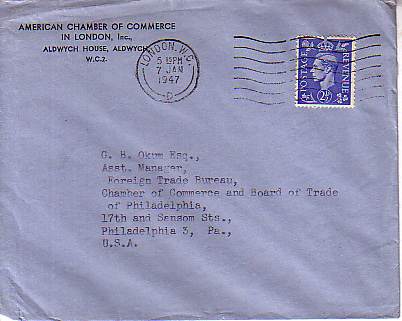 AMERICAN CHAMBER OF COMMERCE
IN LONDON, Inc.,
ALDWYCH HOUSE, ALDWYCH,
W.C.2.
LONDON. W.C.
5 15PM
7 JAN
1947
D
POSTAGE
REVENUE
2½D
G. B. Okum Esq.,
Asst. Manager,
Foreign Trade Bureau,
Chamber of Commerce and Board of Trade
of Philadelphia,
17th and Sansom Sts.,
Philadelphia 3, Pa.,
U.S.A.